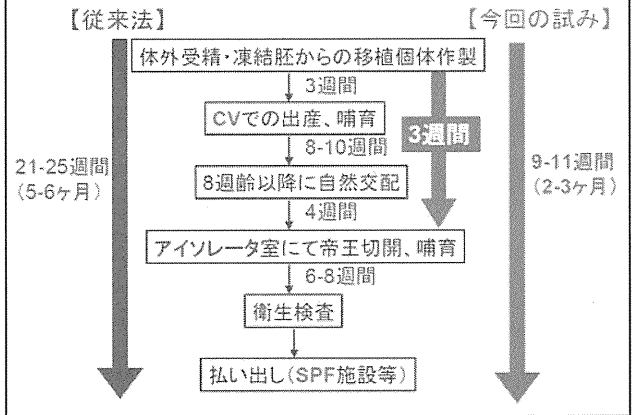 【従来法】
【今回の試み】
体外受精・凍結胚からの移植個体作製
3週間
CVでの出産、哺育
3週間
8-10週間
21-25週間
(5-6ヶ月)
9-11週間
(2-3ヶ月)
8週齢以降に自然交配
4週間
アイソレータ室にて帝王切開、哺育
6-8週間
衛生検査
払い出し(SPF施設等)